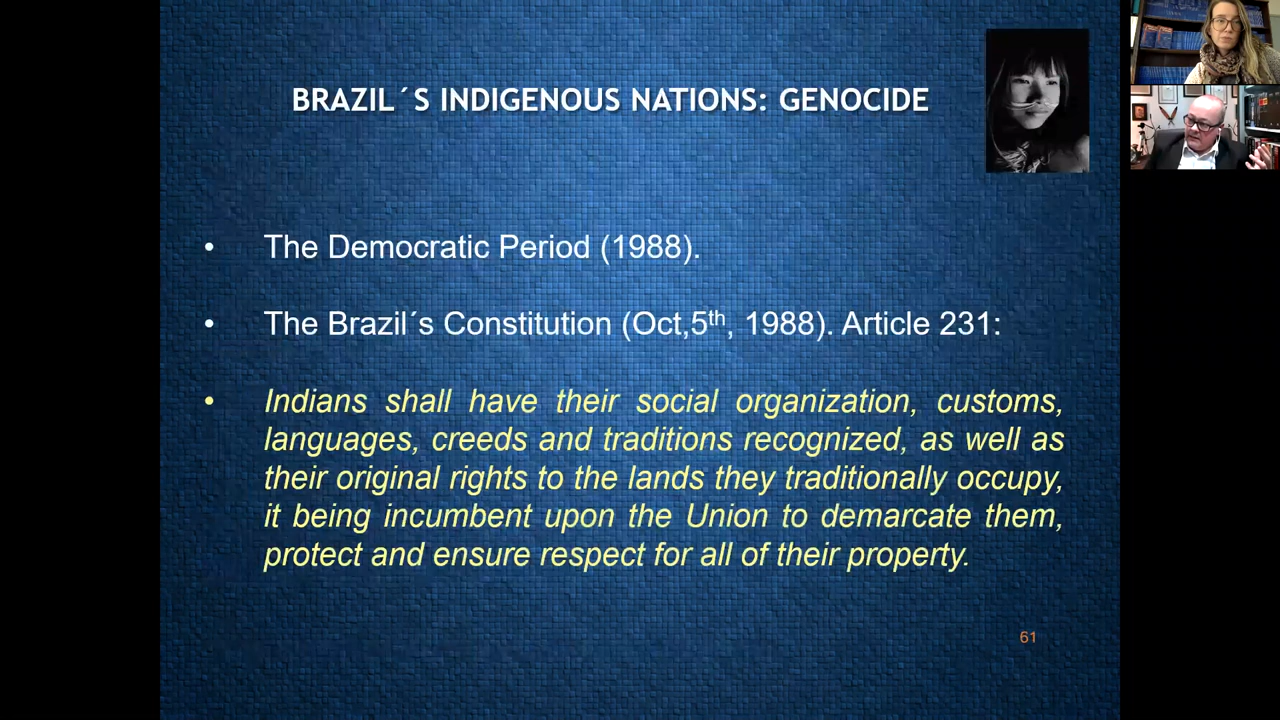 BRAZIL´S INDIGENOUS NATIONS: GENOCIDE
• The Democratic Period (1988).
• The Brazil´s Constitution (Oct,5th, 1988). Article 231:
• Indians shall have their social organization, customs,
languages, creeds and traditions recognized, as well as
their original rights to the lands they traditionally occupy,
it being incumbent upon the Union to demarcate them,
protect and ensure respect for all of their property.
61